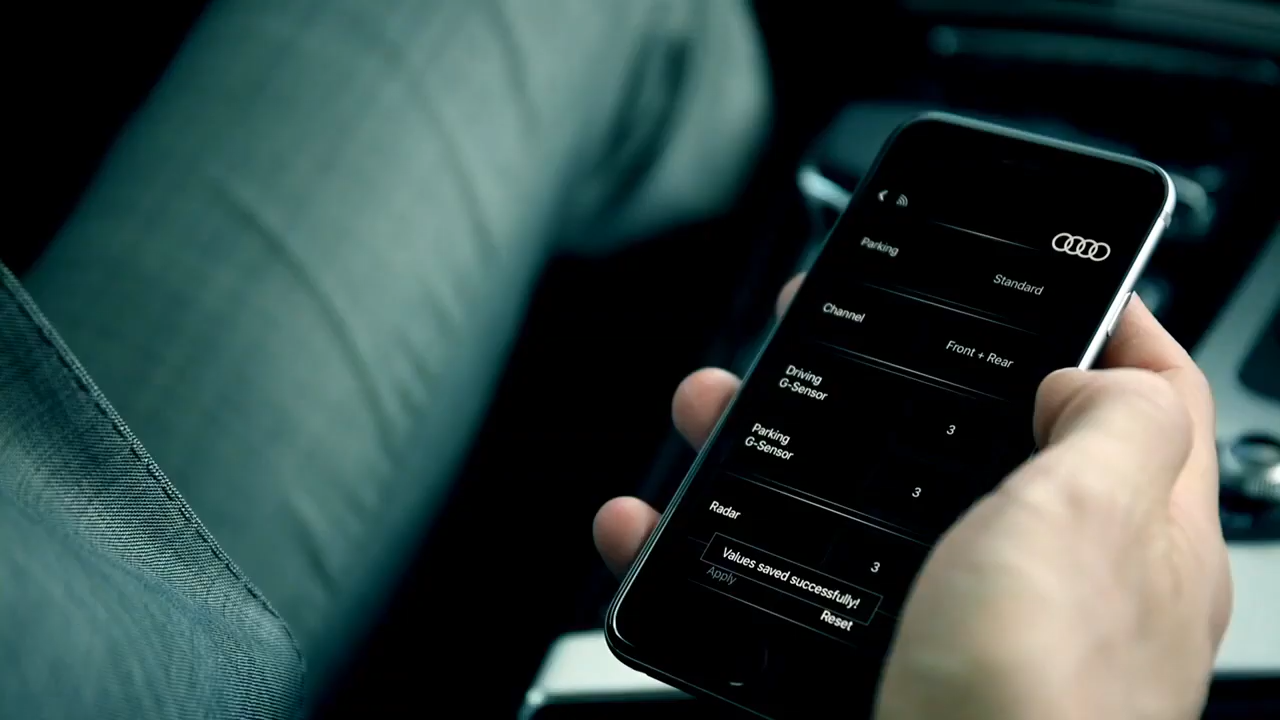 Parking
Standard
Channel
Front + Rear
Driving
G-Sensor
3
Parking
G-Sensor
3
Radar
3
Values saved successfully!
Apply
Reset